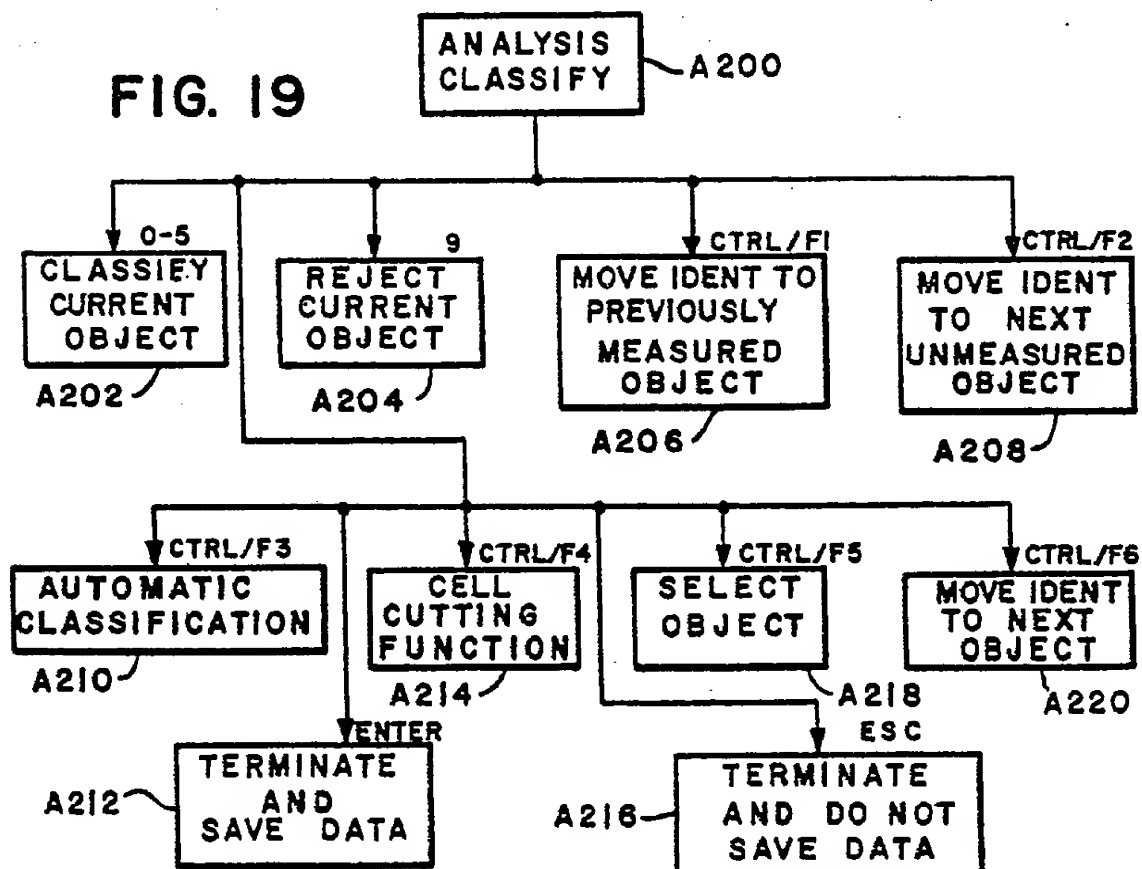 FIG. 19
ANALYSIS
CLASSIFY
A200
0-5
CLASSIFY
CURRENT
OBJECT
A202
9
REJECT
CURRENT
OBJECT
A204
CTRL/F1
MOVE IDENT TO
PREVIOUSLY
MEASURED
OBJECT
A206
CTRL/F2
MOVE IDENT
TO NEXT
UNMEASURED
OBJECT
A208
CTRL/F3
AUTOMATIC
CLASSIFICATION
A210
ENTER
TERMINATE
AND
SAVE DATA
A212
CTRL/F4
CELL
CUTTING
FUNCTION
A214
ESC
TERMINATE
AND DO NOT
SAVE DATA
A216
CTRL/F5
SELECT
OBJECT
A218
CTRL/F6
MOVE IDENT
TO NEXT
OBJECT
A220